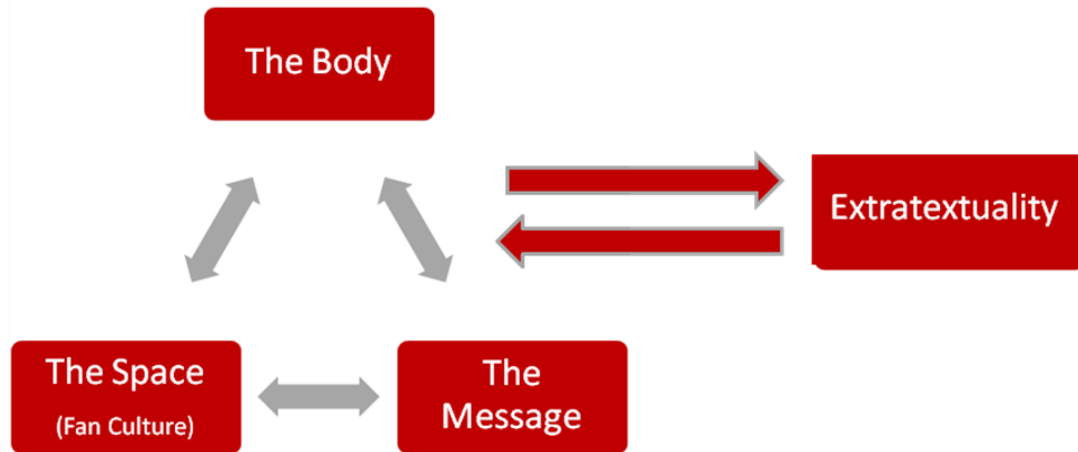 The Body
Extratextuality
The Space
(Fan Culture)
The
Message